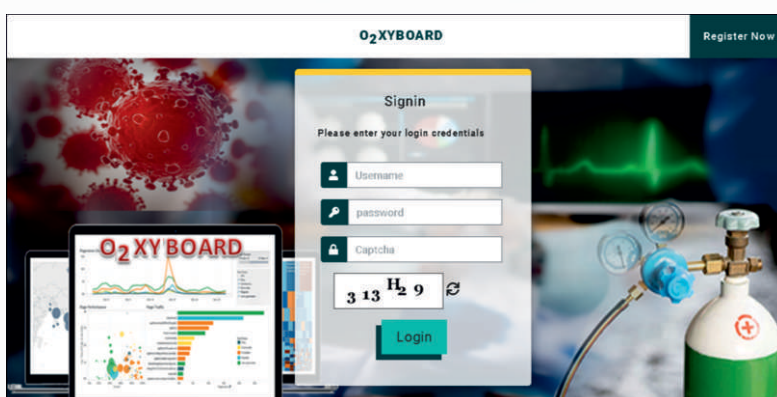 O2XYBOARD
Register Now
Signin
Please enter your login credentials
Username
password
Captcha
3 13 H2 9
Login
O2 XY BOARD